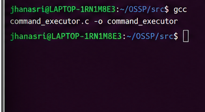 jhanasri@LAPTOP-1RN1M8E3:~/OSSP/src$ gcc
command_executor.c -o command_executor
jhanasri@LAPTOP-1RN1M8E3:~/OSSP/src$